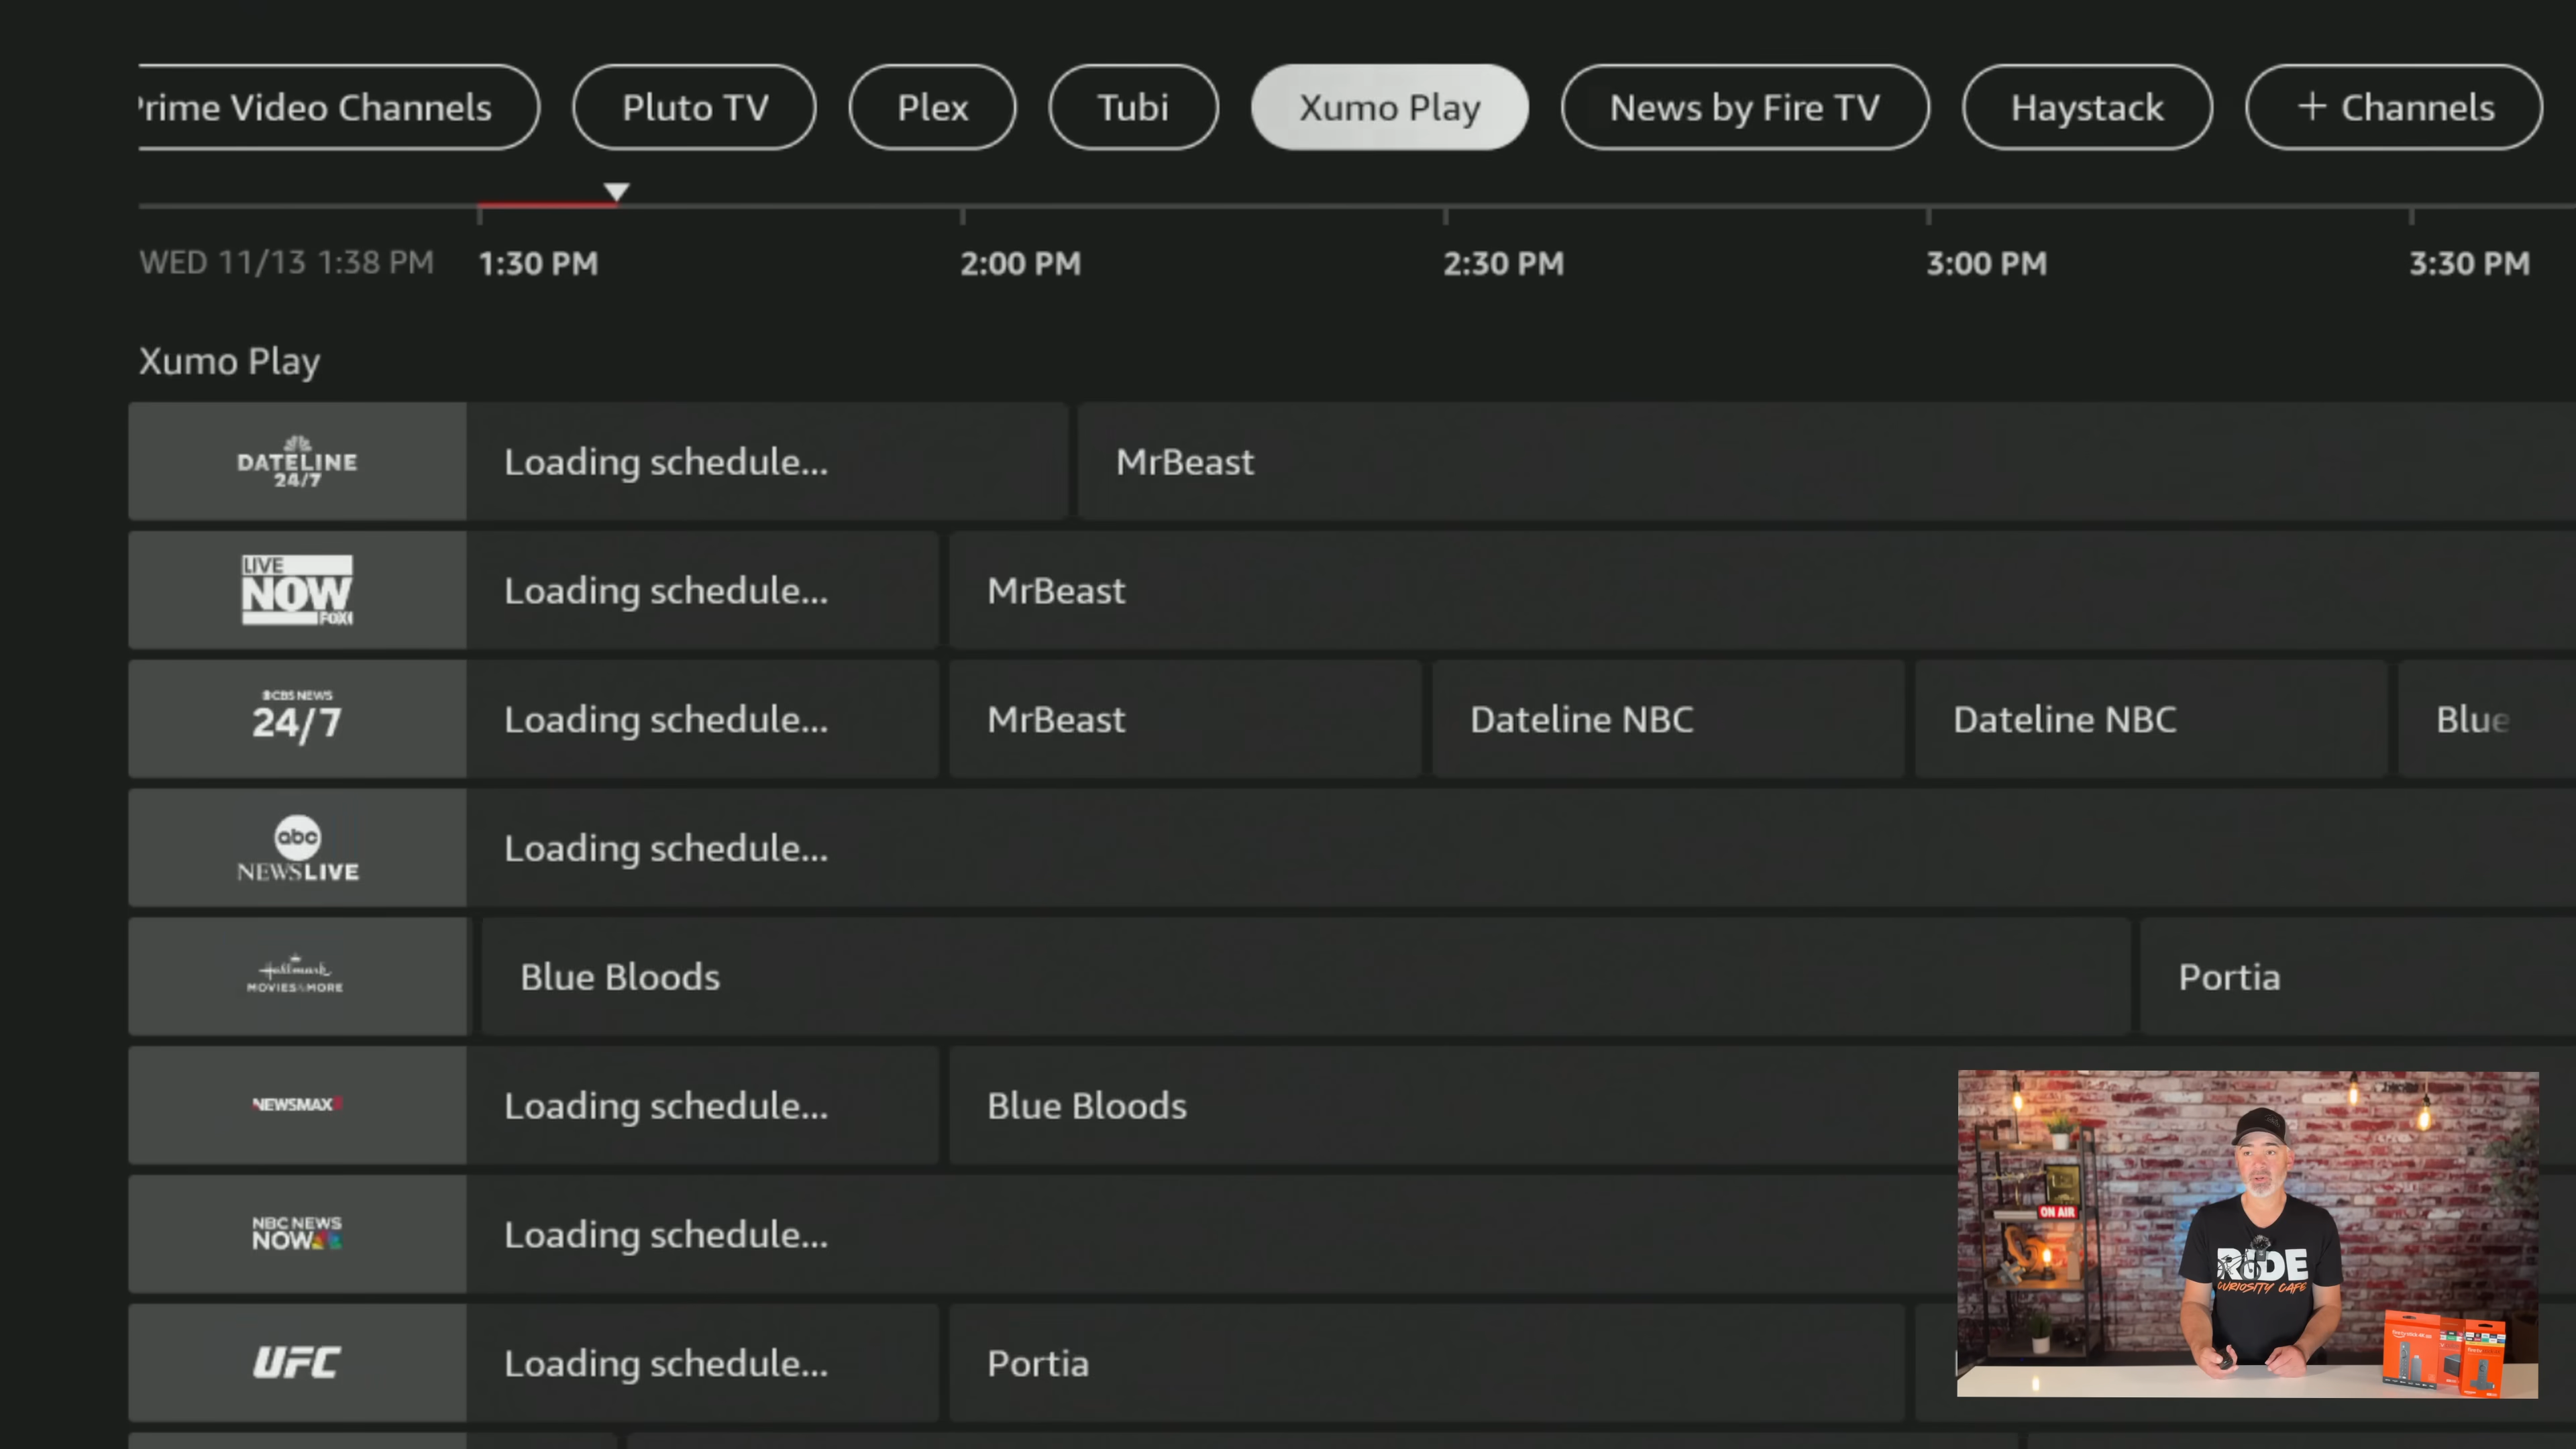 Prime Video Channels
Pluto TV
Plex
Tubi
Xumo Play
News by Fire TV
Haystack
+ Channels
WED 11/13 1:38 PM
1:30 PM
2:00 PM
2:30 PM
3:00 PM
3:30 PM
Xumo Play
DATELINE
24/7
Loading schedule...
MrBeast
LIVE
NOW
FOX
Loading schedule...
MrBeast
CBS NEWS
24/7
Loading schedule...
MrBeast
Dateline NBC
Dateline NBC
Blue
abc
NEWS LIVE
Loading schedule...
Hallmark
MOVIES & MORE
Blue Bloods
Portia
NEWSMAX
Loading schedule...
Blue Bloods
NBC NEWS
NOW
Loading schedule...
UFC
Loading schedule...
Portia
ON AIR
RIDE
CURIOSITY CAFE